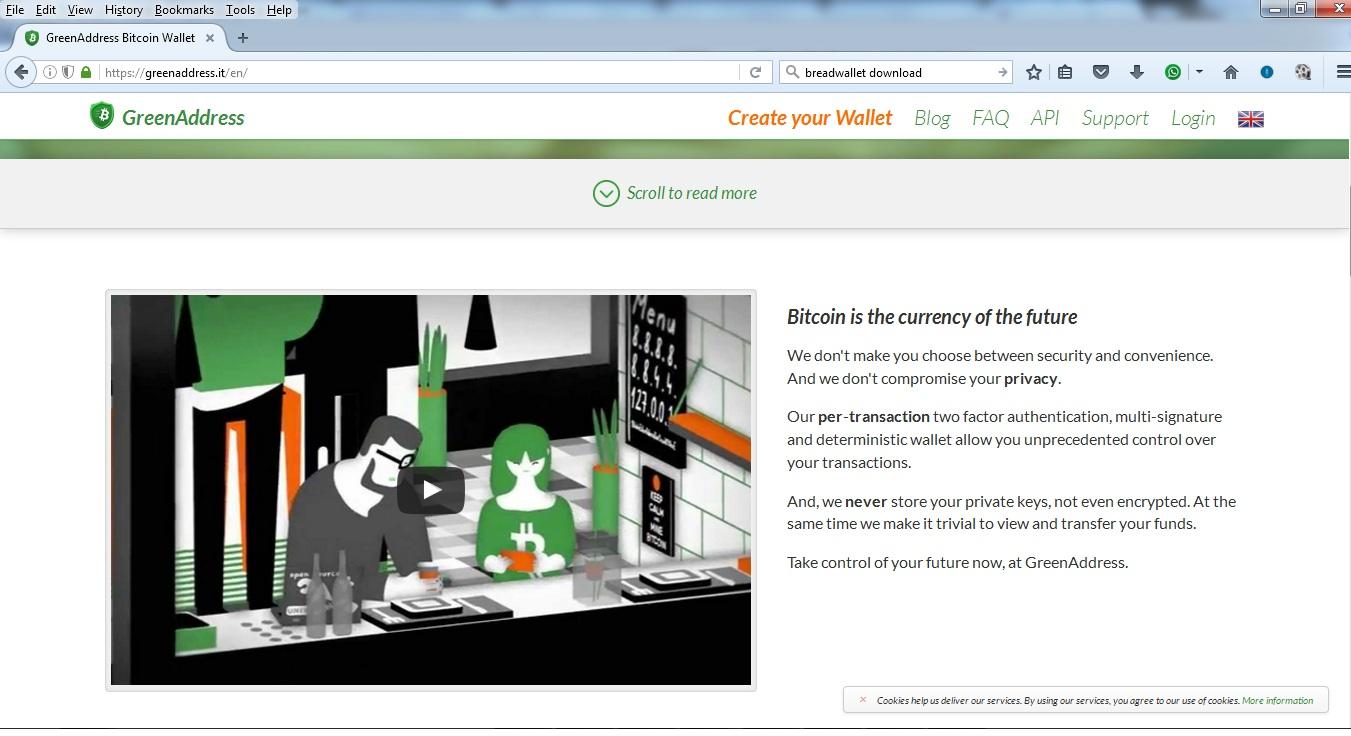 File Edit View History Bookmarks Tools Help
GreenAddress Bitcoin Wallet
https://greenaddress.it/en/
breadwallet download
GreenAddress
Create your Wallet Blog FAQ API Support Login
Scroll to read more
Menu
8.8.8.8.
8.8.4.4.
127.0.0.1
KEEP
CALM
AND
MINE
BITCOIN
open source
Bitcoin is the currency of the future
We don't make you choose between security and convenience.
And we don't compromise your privacy.
Our per-transaction two factor authentication, multi-signature
and deterministic wallet allow you unprecedented control over
your transactions.
And, we never store your private keys, not even encrypted. At the
same time we make it trivial to view and transfer your funds.
Take control of your future now, at GreenAddress.
Cookies help us deliver our services. By using our services, you agree to our use of cookies. More information